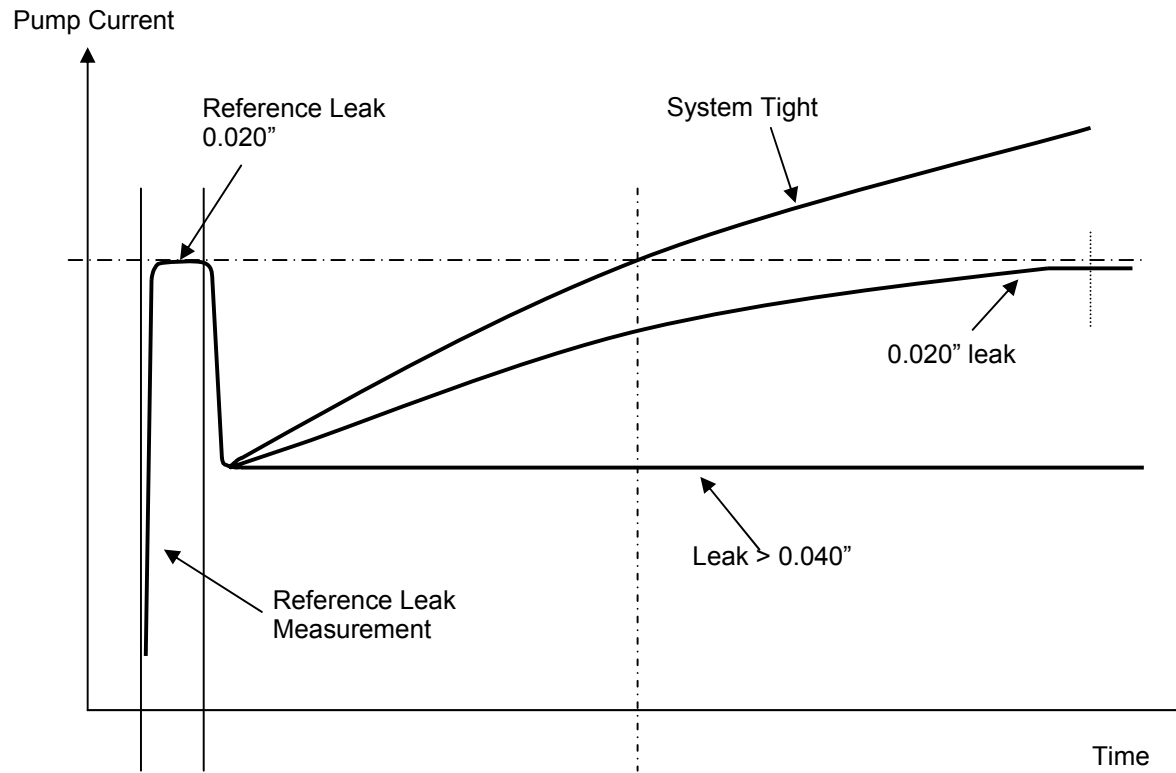 Pump Current
Reference Leak
0.020”
System Tight
0.020” leak
Leak > 0.040”
Reference Leak
Measurement
Time